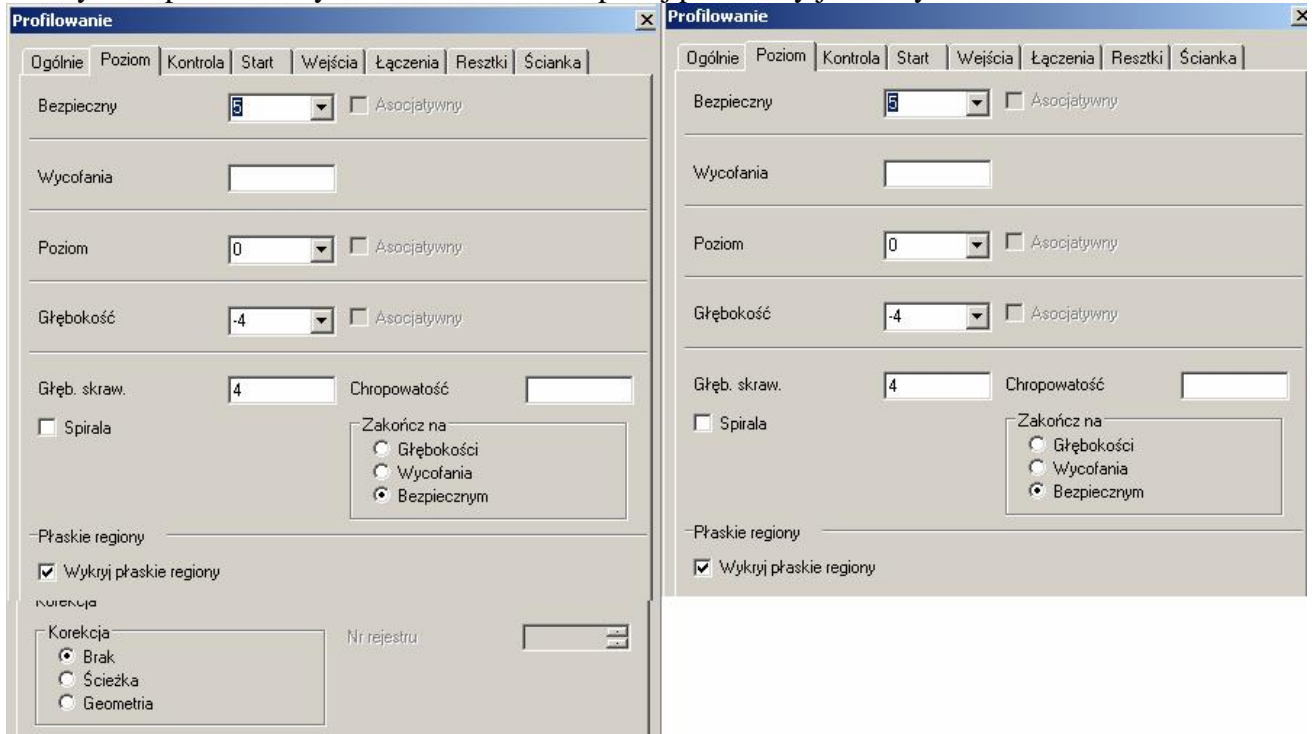 Profilowanie
Ogólnie Poziom Kontrola Start Wejścia Łączenia Resztki Ścianka
Bezpieczny 5 Asocjatywny
Wycofania
Poziom 0 Asocjatywny
Głębokość -4 Asocjatywny
Głęb. skraw. 4 Chropowatość
Spirala
Zakończ na
Głębokości
Wycofania
Bezpiecznym
Płaskie regiony
Wykryj płaskie regiony
Korekcja
Korekcja
Nr rejestru
Brak
Ścieżka
Geometria
Profilowanie
Ogólnie Poziom Kontrola Start Wejścia Łączenia Resztki Ścianka
Bezpieczny 5 Asocjatywny
Wycofania
Poziom 0 Asocjatywny
Głębokość -4 Asocjatywny
Głęb. skraw. 4 Chropowatość
Spirala
Zakończ na
Głębokości
Wycofania
Bezpiecznym
Płaskie regiony
Wykryj płaskie regiony